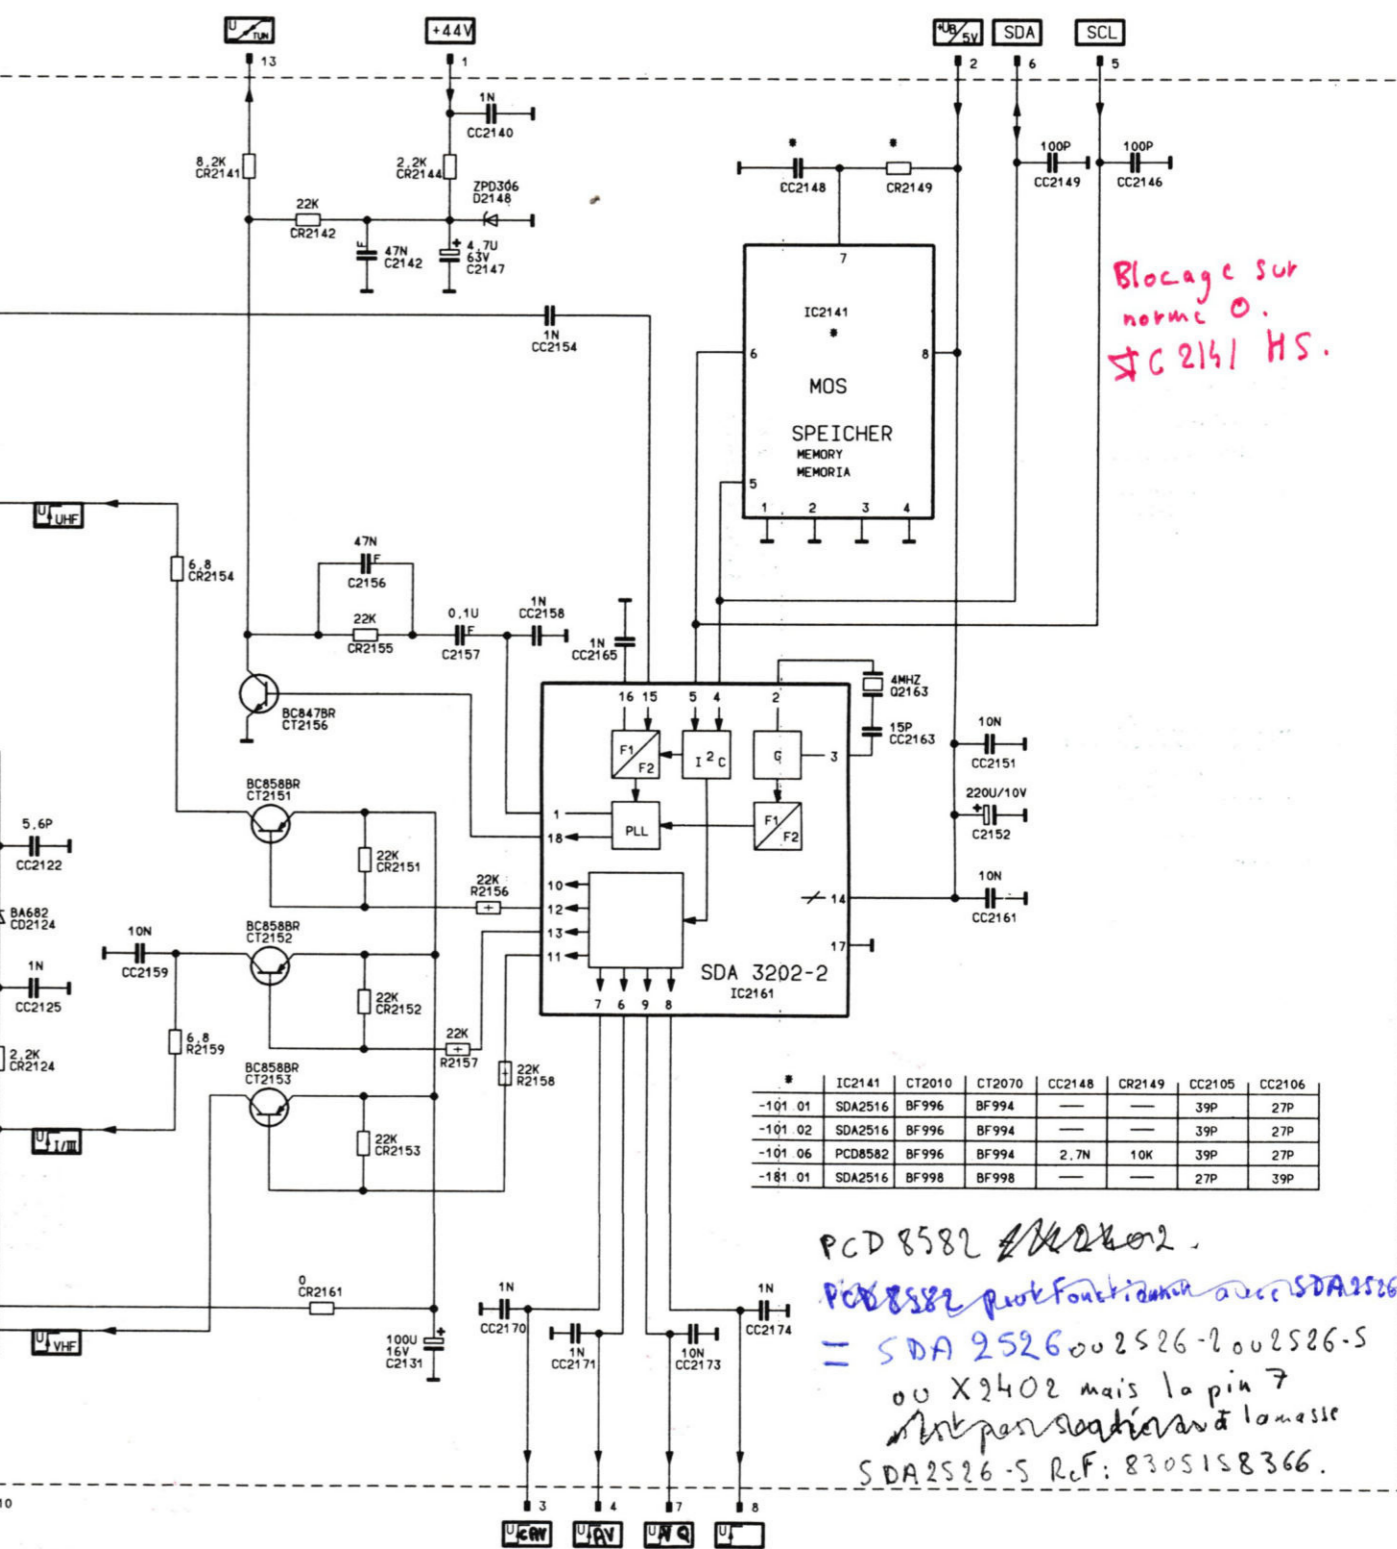 U TUN
+44V
+UB/5V
SDA
SCL
13
1
2
6
5
1N
CC2140
8,2K
CR2141
2,2K
CR2144
ZPD306
D2148
22K
CR2142
47N
C2142
4,7U
63V
C2147
*
CC2148
*
CR2149
100P
CC2149
100P
CC2146
7
IC2141
*
6
8
MOS
SPEICHER
MEMORY
MEMORIA
5
1 2 3 4
Blocage sur
norme 0.
IC 2141 HS.
1N
CC2154
U UHF
6,8
CR2154
47N
C2156
22K
CR2155
0,1U
C2157
1N
CC2158
1N
CC2165
BC847BR
CT2156
16 15 5 4 2
4MHZ
Q2163
15P
CC2163
F1
F2
I²C
G
3
1
PLL
F1
F2
18
10N
CC2151
220U/10V
C2152
10N
CC2161
BC858BR
CT2151
22K
CR2151
22K
R2156
10
12
13
11
14
17
SDA 3202-2
IC2161
7 6 9 8
5,6P
CC2122
BA682
CD2124
1N
CC2125
2,2K
CR2124
10N
CC2159
BC858BR
CT2152
22K
CR2152
6,8
R2159
22K
R2157
22K
R2158
BC858BR
CT2153
22K
CR2153
U I/III
* IC2141 CT2010 CT2070 CC2148 CR2149 CC2105 CC2106
-101.01 SDA2516 BF996 BF994 — — 39P 27P
-101.02 SDA2516 BF996 BF994 — — 39P 27P
-101.06 PCD8582 BF996 BF994 2,7N 10K 39P 27P
-181.01 SDA2516 BF998 BF998 — — 27P 39P
PCD 8582
PCD8582 peut fonctionner avec SDA2526
= SDA 2526 ou 2526-2 ou 2526-5
ou X2402 mais la pin 7
à la masse
SDA2526-5 Ref: 8305158366.
0
CR2161
U VHF
100U
16V
C2131
1N
CC2170
1N
CC2171
10N
CC2173
1N
CC2174
10
3
4
7
8
U CAV
U AV
U
U